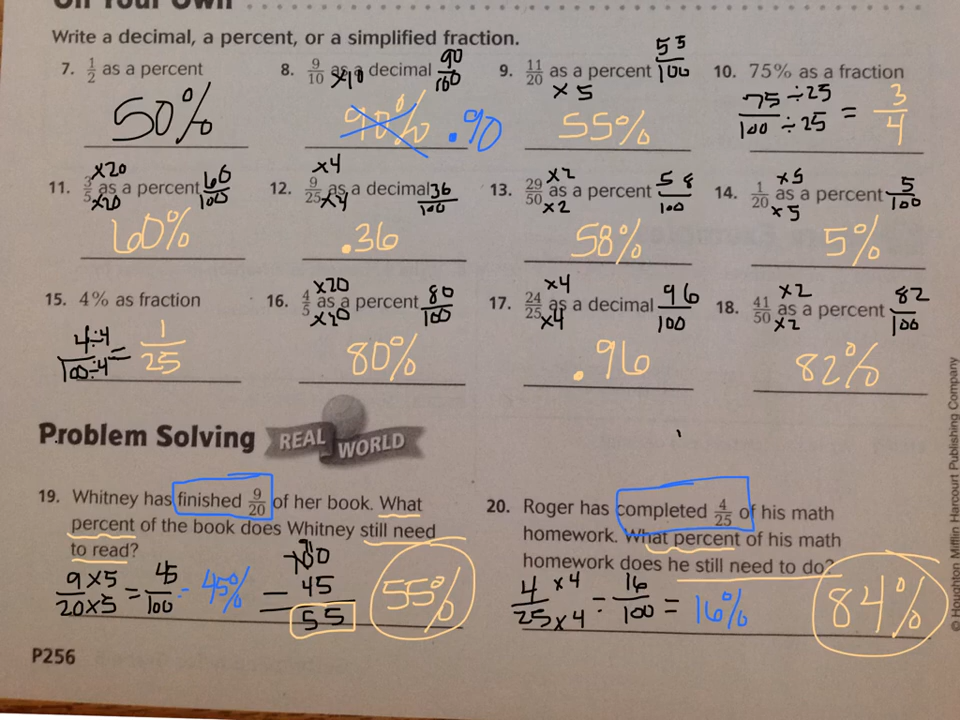 On Your Own
Write a decimal, a percent, or a simplified fraction.
7. 1/2 as a percent
50%
8. 9/10 as a decimal 90/100
x10
90% .90
9. 11/20 as a percent 55/100
x 5
55%
10. 75% as a fraction
75 ÷25 / 100 ÷25 = 3/4
11. x20
3/5 as a percent 60/100
x20
60%
12. x4
9/25 as a decimal 36/100
x4
.36
13. x2
29/50 as a percent 58/100
x2
58%
14. x5
1/20 as a percent 5/100
x5
5%
15. 4% as fraction
4÷4 / 100÷4 = 1/25
16. x20
4/5 as a percent 80/100
x20
80%
17. x4
24/25 as a decimal 96/100
x4
.96
18. x2
41/50 as a percent 82/100
x2
82%
Problem Solving REAL WORLD
19. Whitney has finished 9/20 of her book. What
percent of the book does Whitney still need
to read?
9x5 / 20x5 = 45/100 = 45%
100
- 45
55
55%
20. Roger has completed 4/25 of his math
homework. What percent of his math
homework does he still need to do?
4 x4 / 25 x4 = 16/100 = 16%
84%
P256
© Houghton Mifflin Harcourt Publishing Company